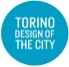 TORINO
DESIGN OF
THE CITY